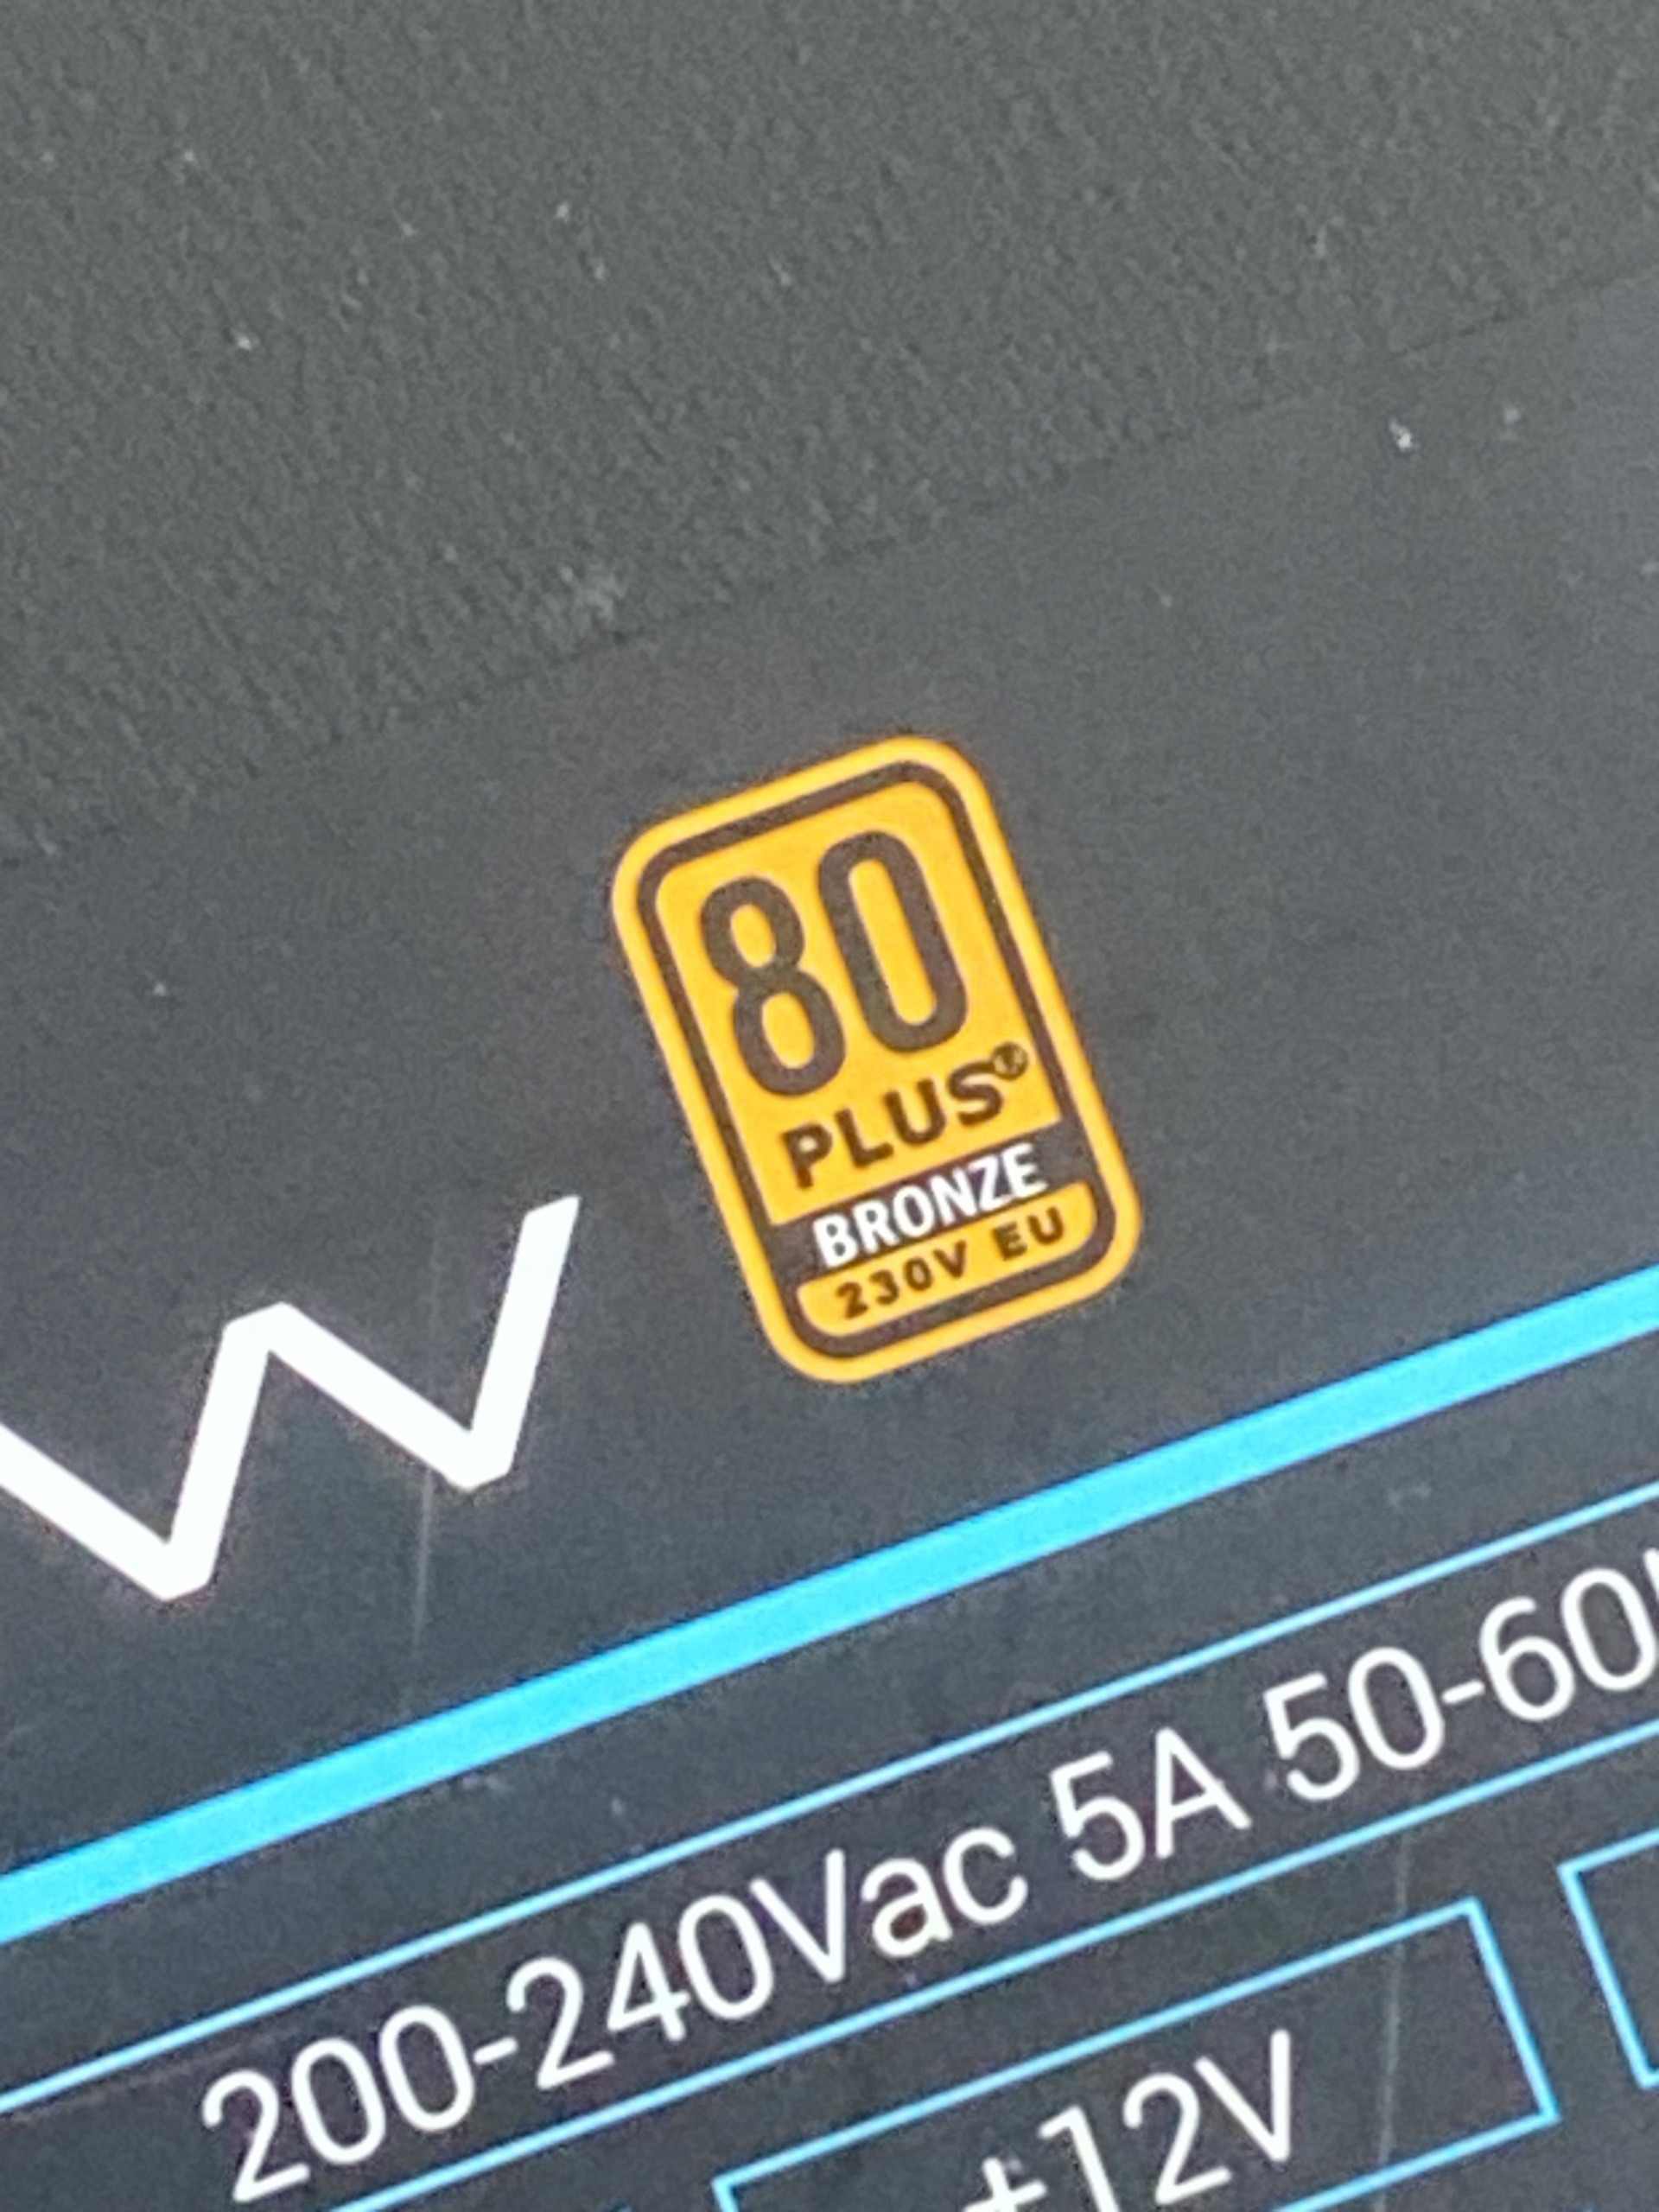 80
PLUS®
BRONZE
230V EU
W
200-240Vac 5A 50-60
+12V